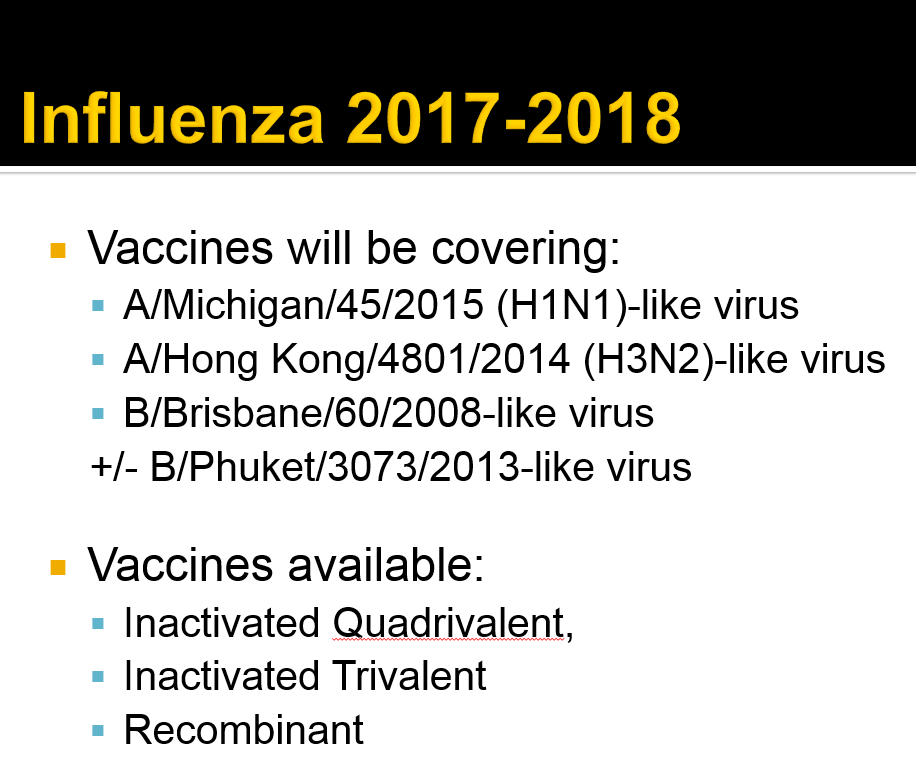 Influenza 2017-2018
Vaccines will be covering:
A/Michigan/45/2015 (H1N1)-like virus
A/Hong Kong/4801/2014 (H3N2)-like virus
B/Brisbane/60/2008-like virus
+/- B/Phuket/3073/2013-like virus
Vaccines available:
Inactivated Quadrivalent,
Inactivated Trivalent
Recombinant